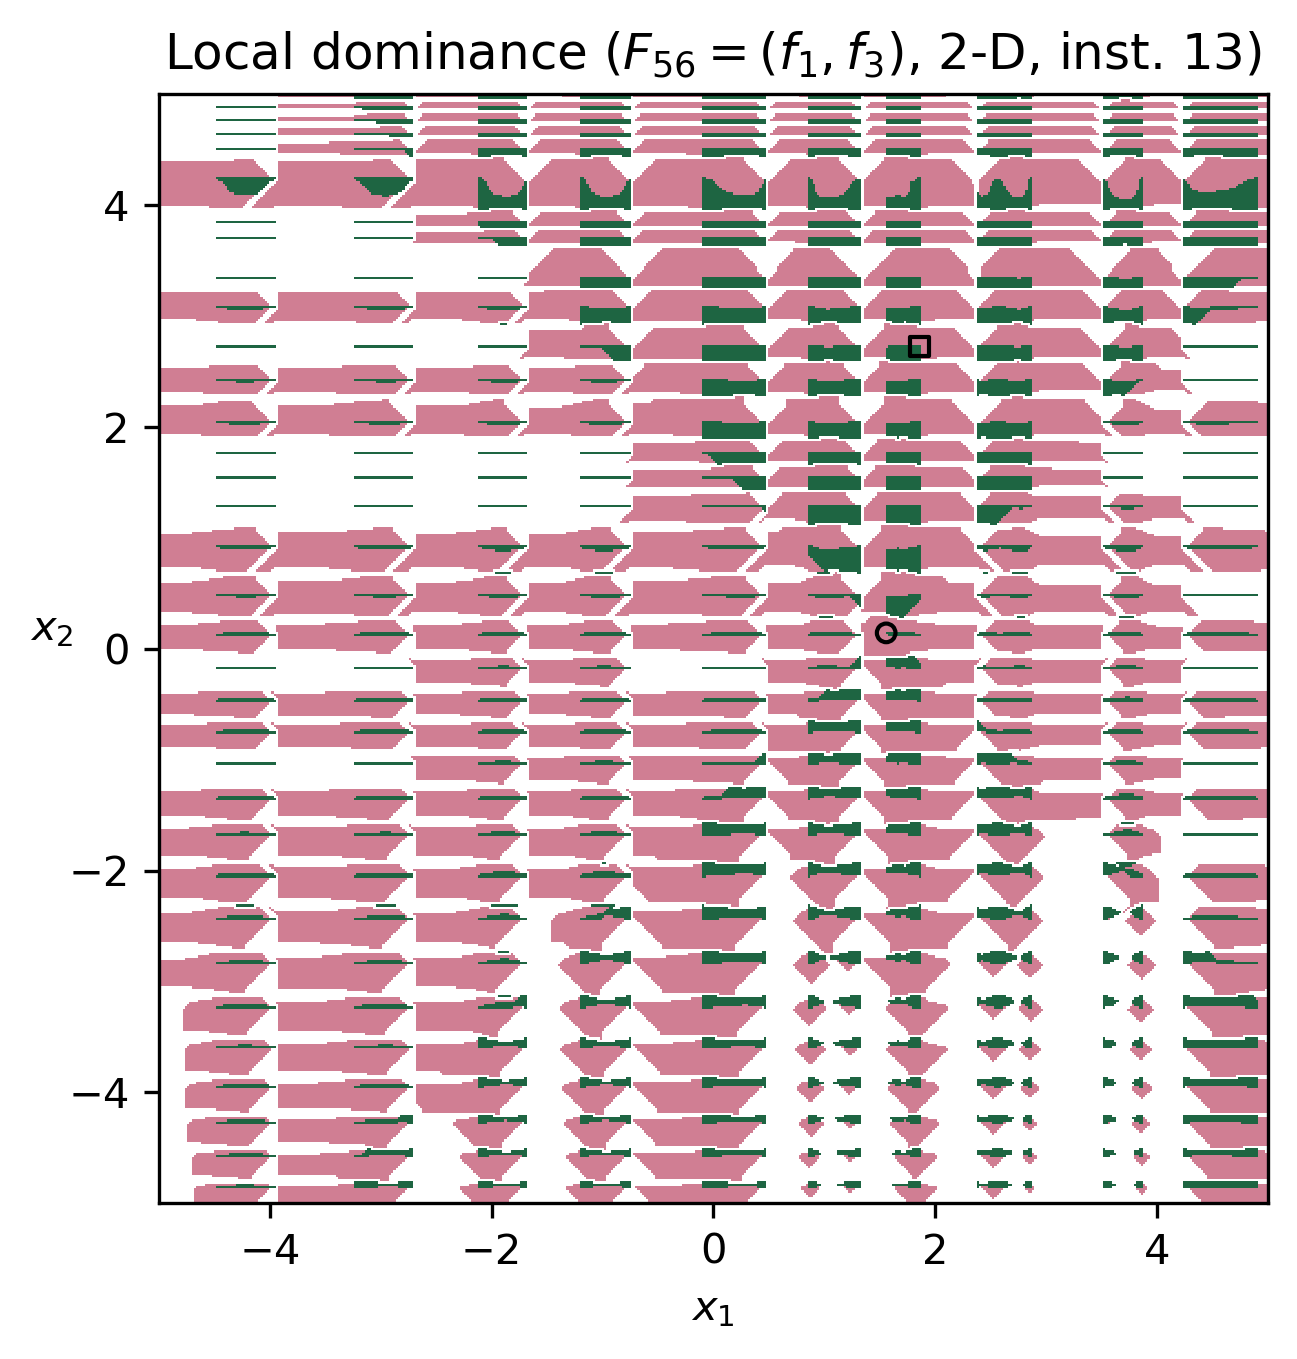 Local dominance (F₅₆ = (f₁, f₃), 2-D, inst. 13)
4
2
x₂
0
−2
−4
−4 −2 0 2 4
x₁